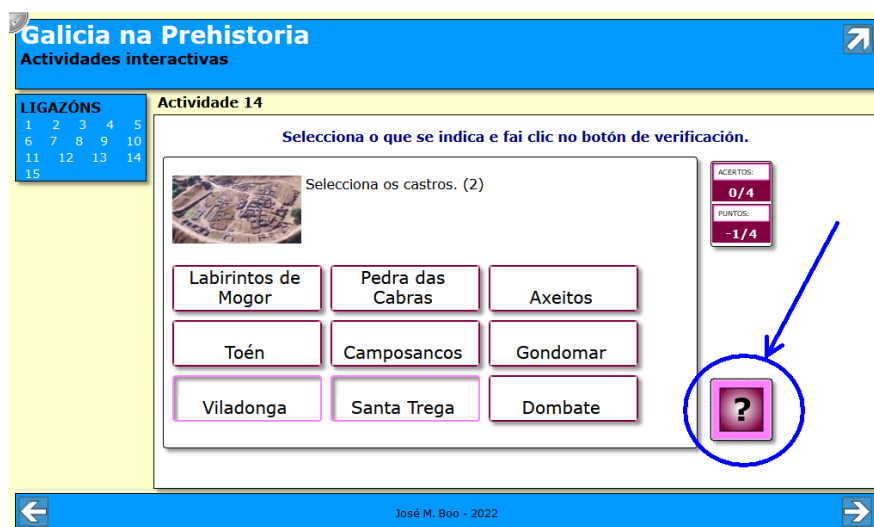 Galicia na Prehistoria
Actividades interactivas
LIGAZÓNS
1 2 3 4 5
6 7 8 9 10
11 12 13 14
15
Actividade 14
Selecciona o que se indica e fai clic no botón de verificación.
Selecciona os castros. (2)
ACERTOS:
0/4
PUNTOS:
-1/4
Labirintos de
Mogor
Pedra das
Cabras
Axeitos
Toén
Camposancos
Gondomar
Viladonga
Santa Trega
Dombate
?
José M. Boo - 2022